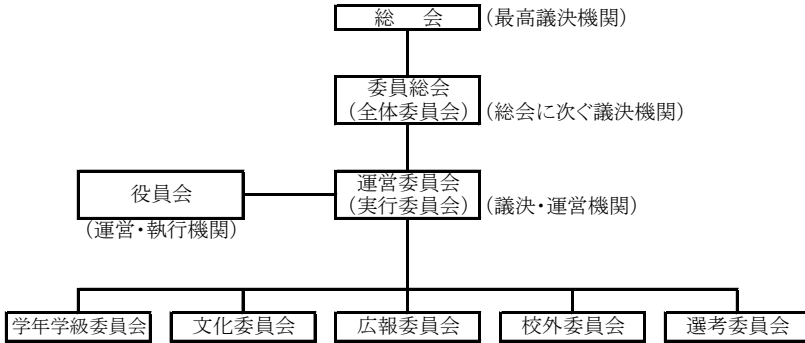 総　会
（最高議決機関）
委員総会
（全体委員会）
（総会に次ぐ議決機関）
役員会
（運営・執行機関）
運営委員会
（実行委員会）
（議決・運営機関）
学年学級委員会
文化委員会
広報委員会
校外委員会
選考委員会